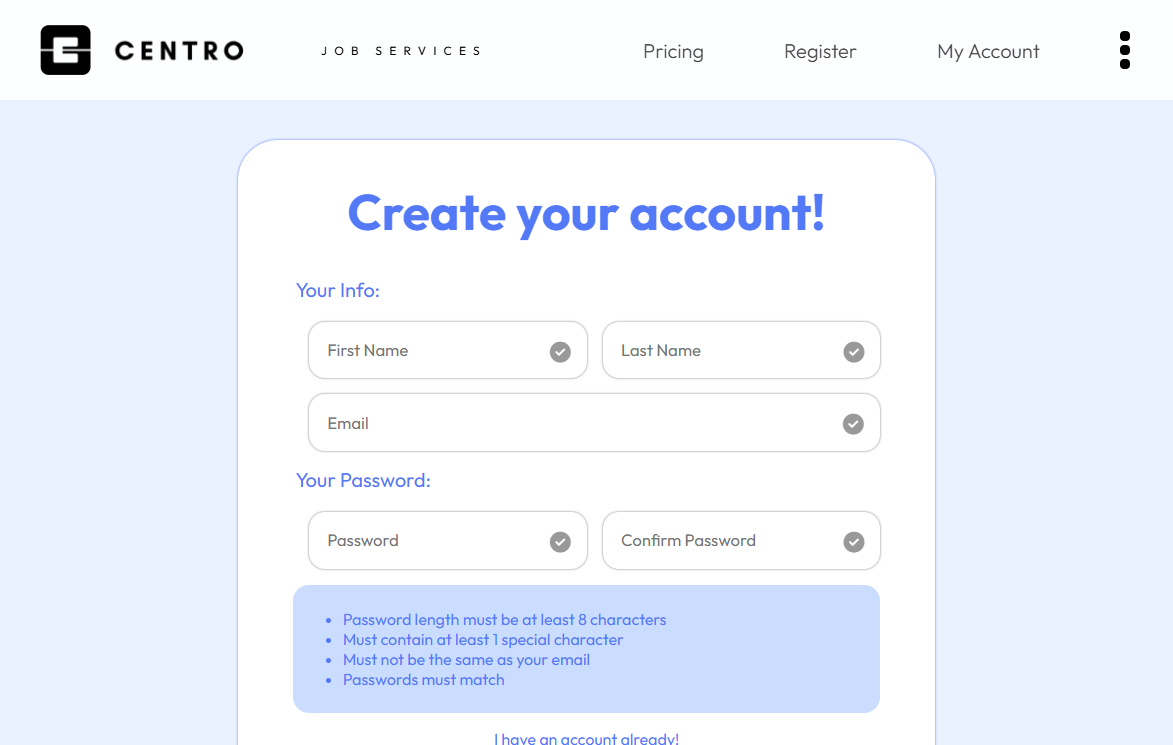 CENTRO JOB SERVICES Pricing Register My Account
Create your account!
Your Info:
First Name Last Name
Email
Your Password:
Password Confirm Password
Password length must be at least 8 characters
Must contain at least 1 special character
Must not be the same as your email
Passwords must match
I have an account already!